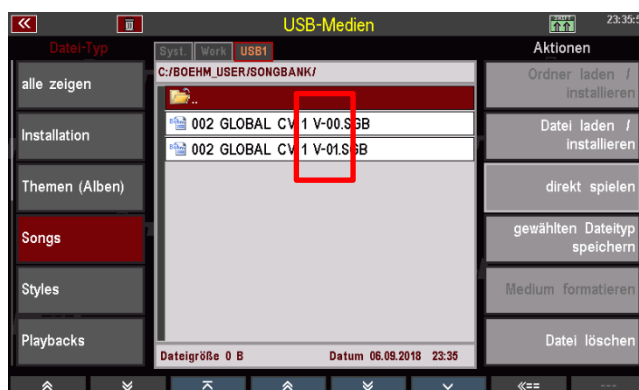 USB-Medien
23:35:5
Datei-Typ
Syst. Work USB1
Aktionen
C:/BOEHM_USER/SONGBANK/
..
002 GLOBAL CV 1 V-00.SGB
002 GLOBAL CV 1 V-01.SGB
alle zeigen
Installation
Themen (Alben)
Songs
Styles
Playbacks
Ordner laden /
installieren
Datei laden /
installieren
direkt spielen
gewählten Dateityp
speichern
Medium formatieren
Datei löschen
Dateigröße 0 B Datum 06.09.2018 23:35